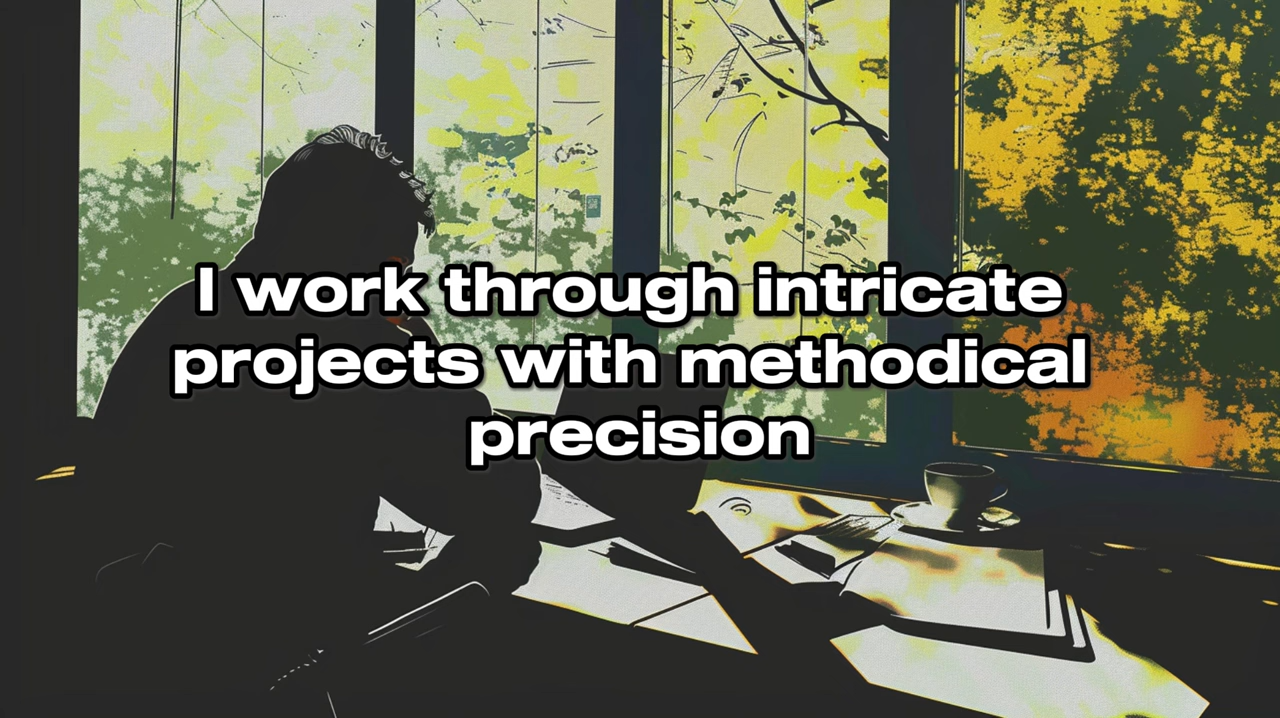 I work through intricate
projects with methodical
precision